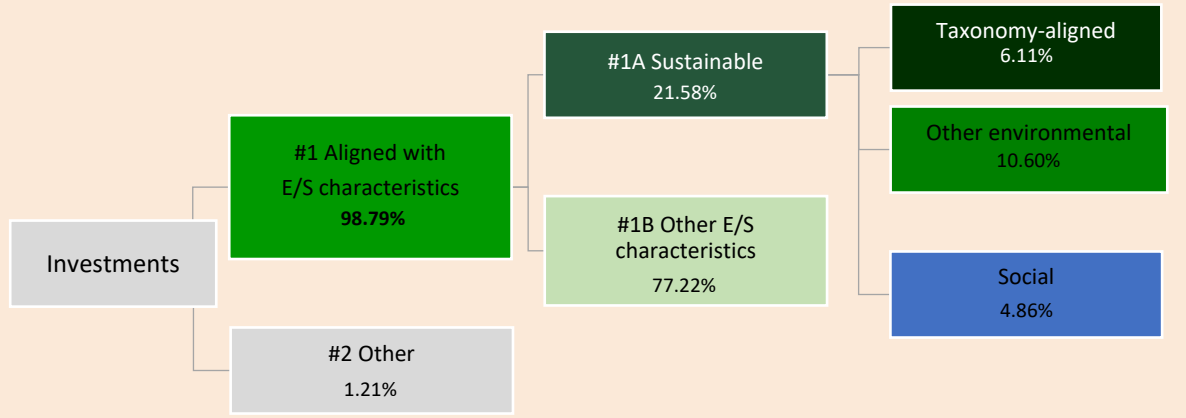 Investments
#1 Aligned with
E/S characteristics
98.79%
#2 Other
1.21%
#1A Sustainable
21.58%
#1B Other E/S
characteristics
77.22%
Taxonomy-aligned
6.11%
Other environmental
10.60%
Social
4.86%